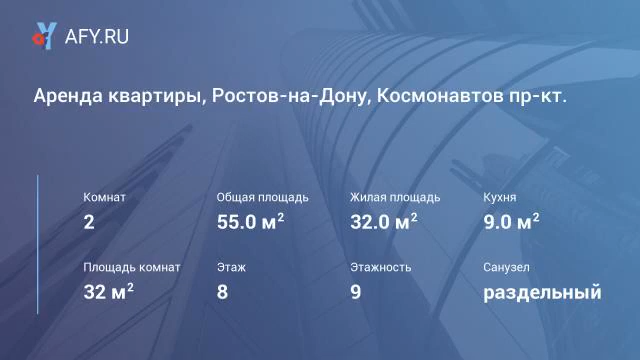 AFY.RU
Аренда квартиры, Ростов-на-Дону, Космонавтов пр-кт.
Комнат Общая площадь Жилая площадь Кухня
2 55.0 м² 32.0 м² 9.0 м²
Площадь комнат Этаж Этажность Санузел
32 м² 8 9 раздельный